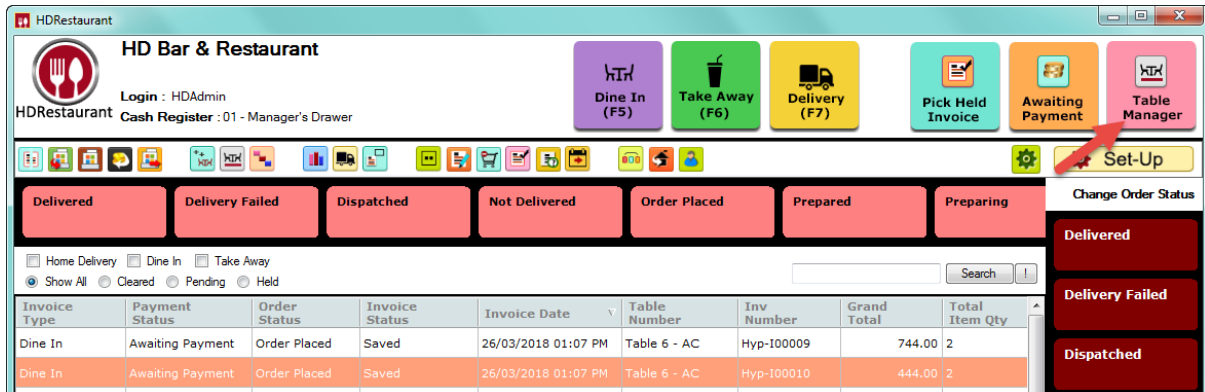 HDRestaurant
HD Bar & Restaurant
Login : HDAdmin
Cash Register : 01 - Manager's Drawer
HDRestaurant
Dine In (F5)
Take Away (F6)
Delivery (F7)
Pick Held Invoice
Awaiting Payment
Table Manager
Set-Up
Delivered
Delivery Failed
Dispatched
Not Delivered
Order Placed
Prepared
Preparing
Change Order Status
Delivered
Delivery Failed
Dispatched
Home Delivery Dine In Take Away
Show All Cleared Pending Held
Search !
Invoice Type Payment Status Order Status Invoice Status Invoice Date Table Number Inv Number Grand Total Total Item Qty
Dine In Awaiting Payment Order Placed Saved 26/03/2018 01:07 PM Table 6 - AC Hyp-I00009 744.00 2
Dine In Awaiting Payment Order Placed Saved 26/03/2018 01:07 PM Table 6 - AC Hyp-I00010 444.00 2